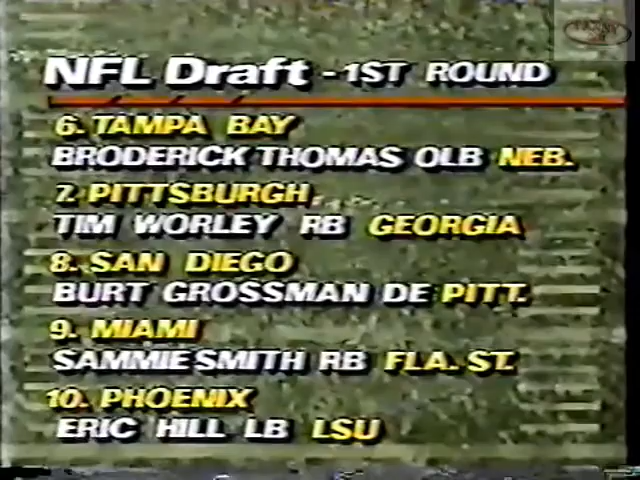 NFL Draft - 1ST ROUND
6. TAMPA BAY
BRODERICK THOMAS OLB NEB.
7. PITTSBURGH
TIM WORLEY RB GEORGIA
8. SAN DIEGO
BURT GROSSMAN DE PITT.
9. MIAMI
SAMMIE SMITH RB FLA. ST.
10. PHOENIX
ERIC HILL LB LSU